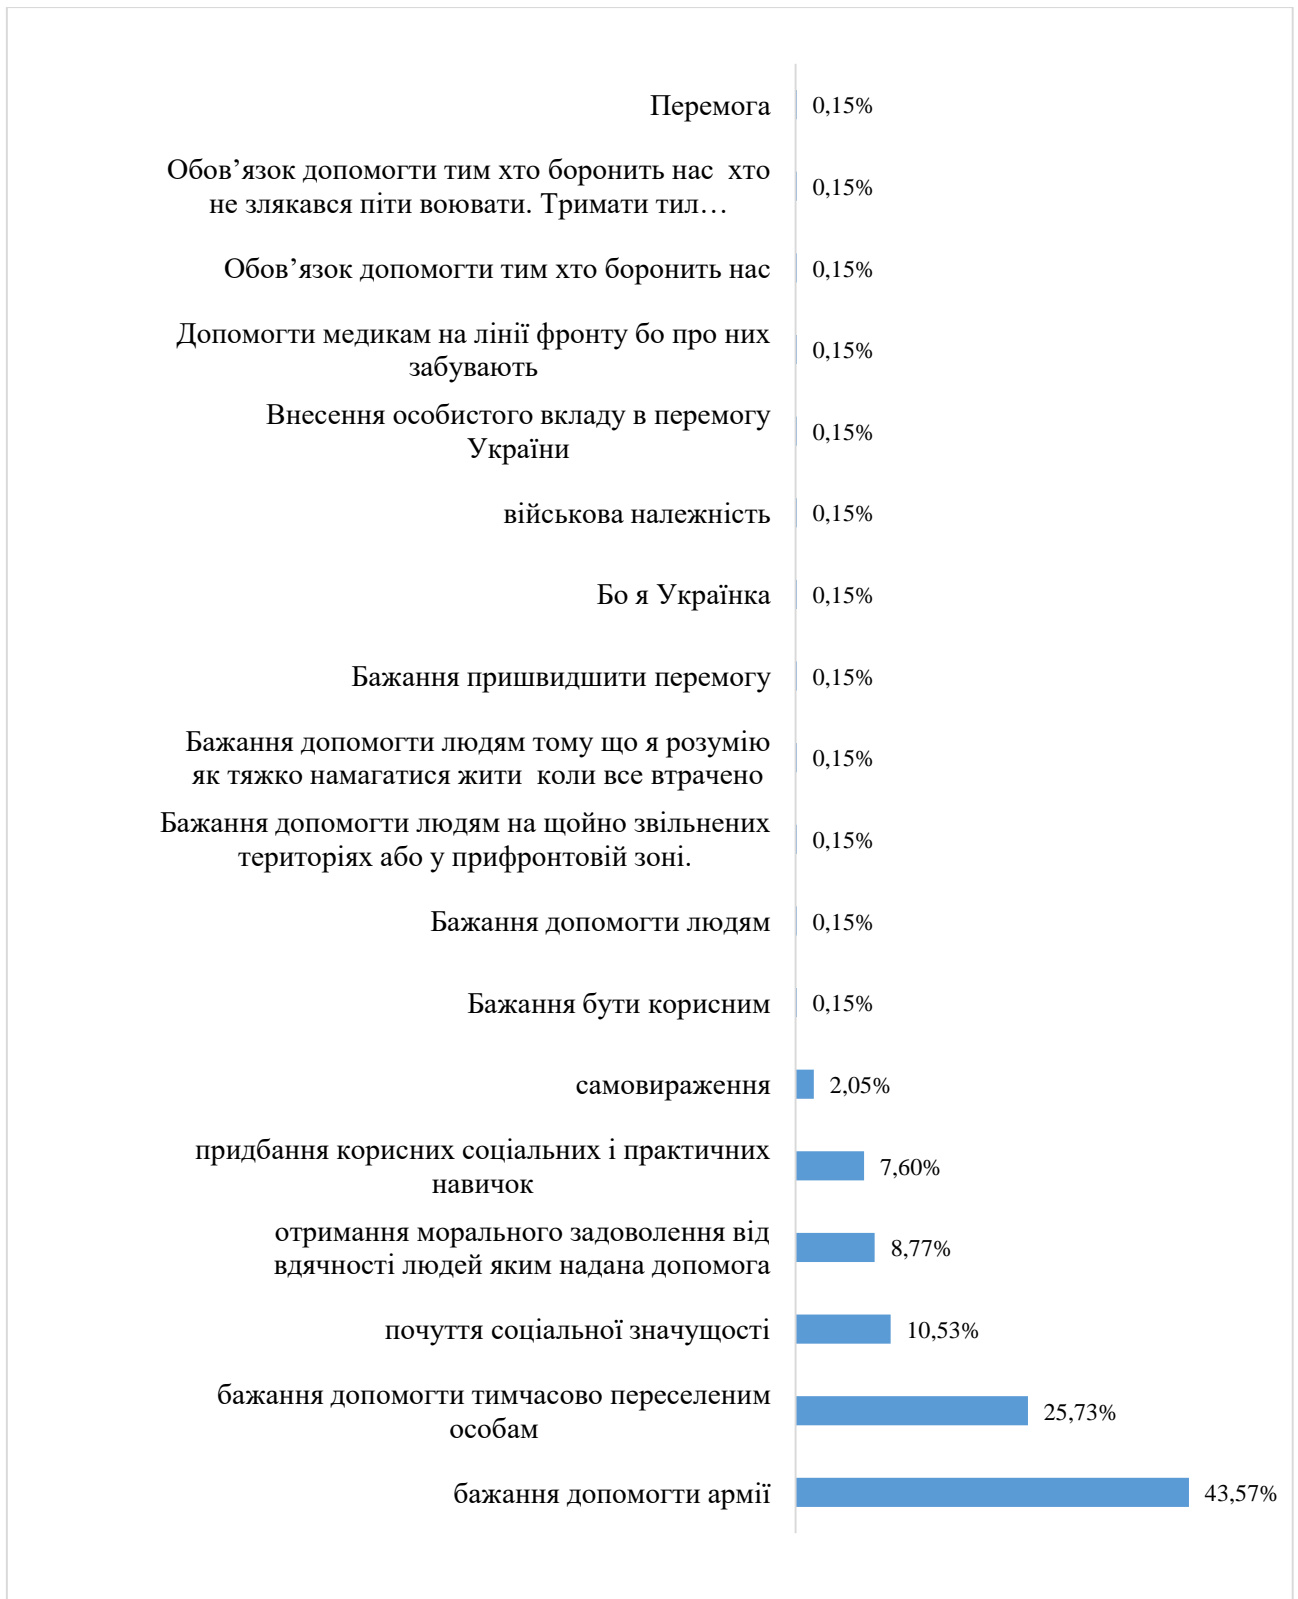 Перемога 0,15%
Обов’язок допомогти тим хто боронить нас  хто
не злякався піти воювати. Тримати тил… 0,15%
Обов’язок допомогти тим хто боронить нас 0,15%
Допомогти медикам на лінії фронту бо про них
забувають 0,15%
Внесення особистого вкладу в перемогу
України 0,15%
військова належність 0,15%
Бо я Українка 0,15%
Бажання пришвидшити перемогу 0,15%
Бажання допомогти людям тому що я розумію
як тяжко намагатися жити  коли все втрачено 0,15%
Бажання допомогти людям на щойно звільнених
територіях або у прифронтовій зоні. 0,15%
Бажання допомогти людям 0,15%
Бажання бути корисним 0,15%
самовираження 2,05%
придбання корисних соціальних і практичних
навичок 7,60%
отримання морального задоволення від
вдячності людей яким надана допомога 8,77%
почуття соціальної значущості 10,53%
бажання допомогти тимчасово переселеним
особам 25,73%
бажання допомогти армії 43,57%